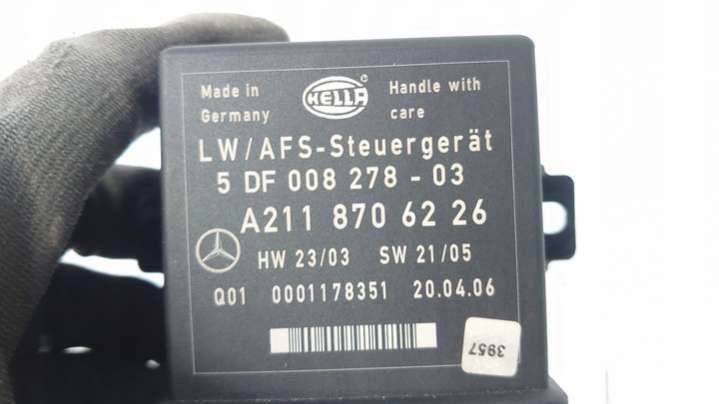 Made in
Germany
HELLA
©
Handle with
care
LW/AFS-Steuergerät
5 DF 008 278 - 03
A211 870 62 26
HW 23/03 SW 21/05
Q01 0001178351 20.04.06
3957